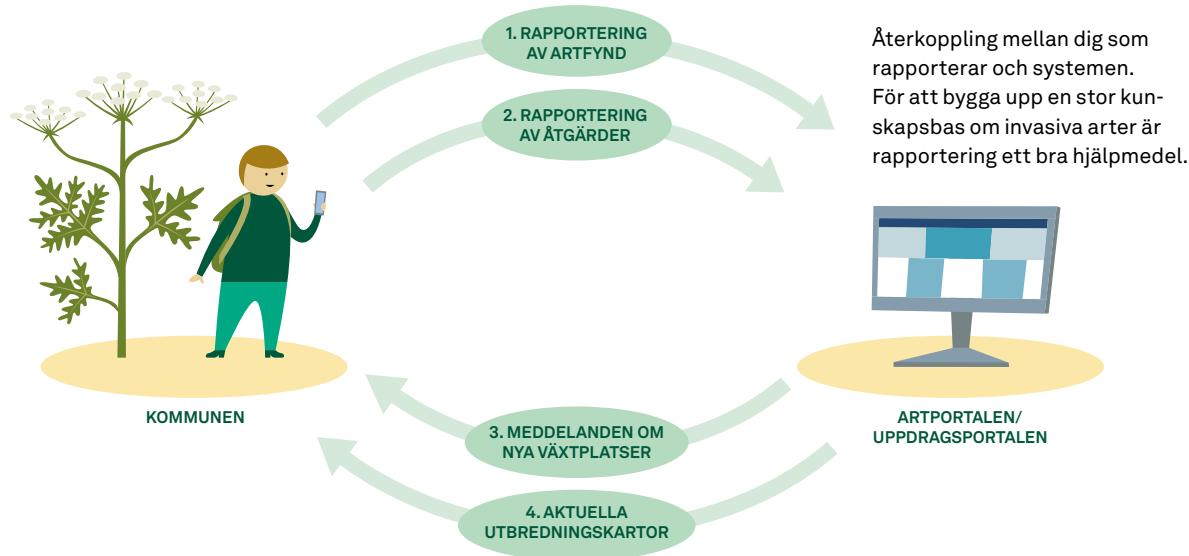 1. RAPPORTERING
AV ARTFYND
2. RAPPORTERING
AV ÅTGÄRDER
Återkoppling mellan dig som
rapporterar och systemen.
För att bygga upp en stor kun-
skapsbas om invasiva arter är
rapportering ett bra hjälpmedel.
KOMMUNEN
ARTPORTALEN/
UPPDRAGSPORTALEN
3. MEDDELANDEN OM
NYA VÄXTPLATSER
4. AKTUELLA
UTBREDNINGSKARTOR